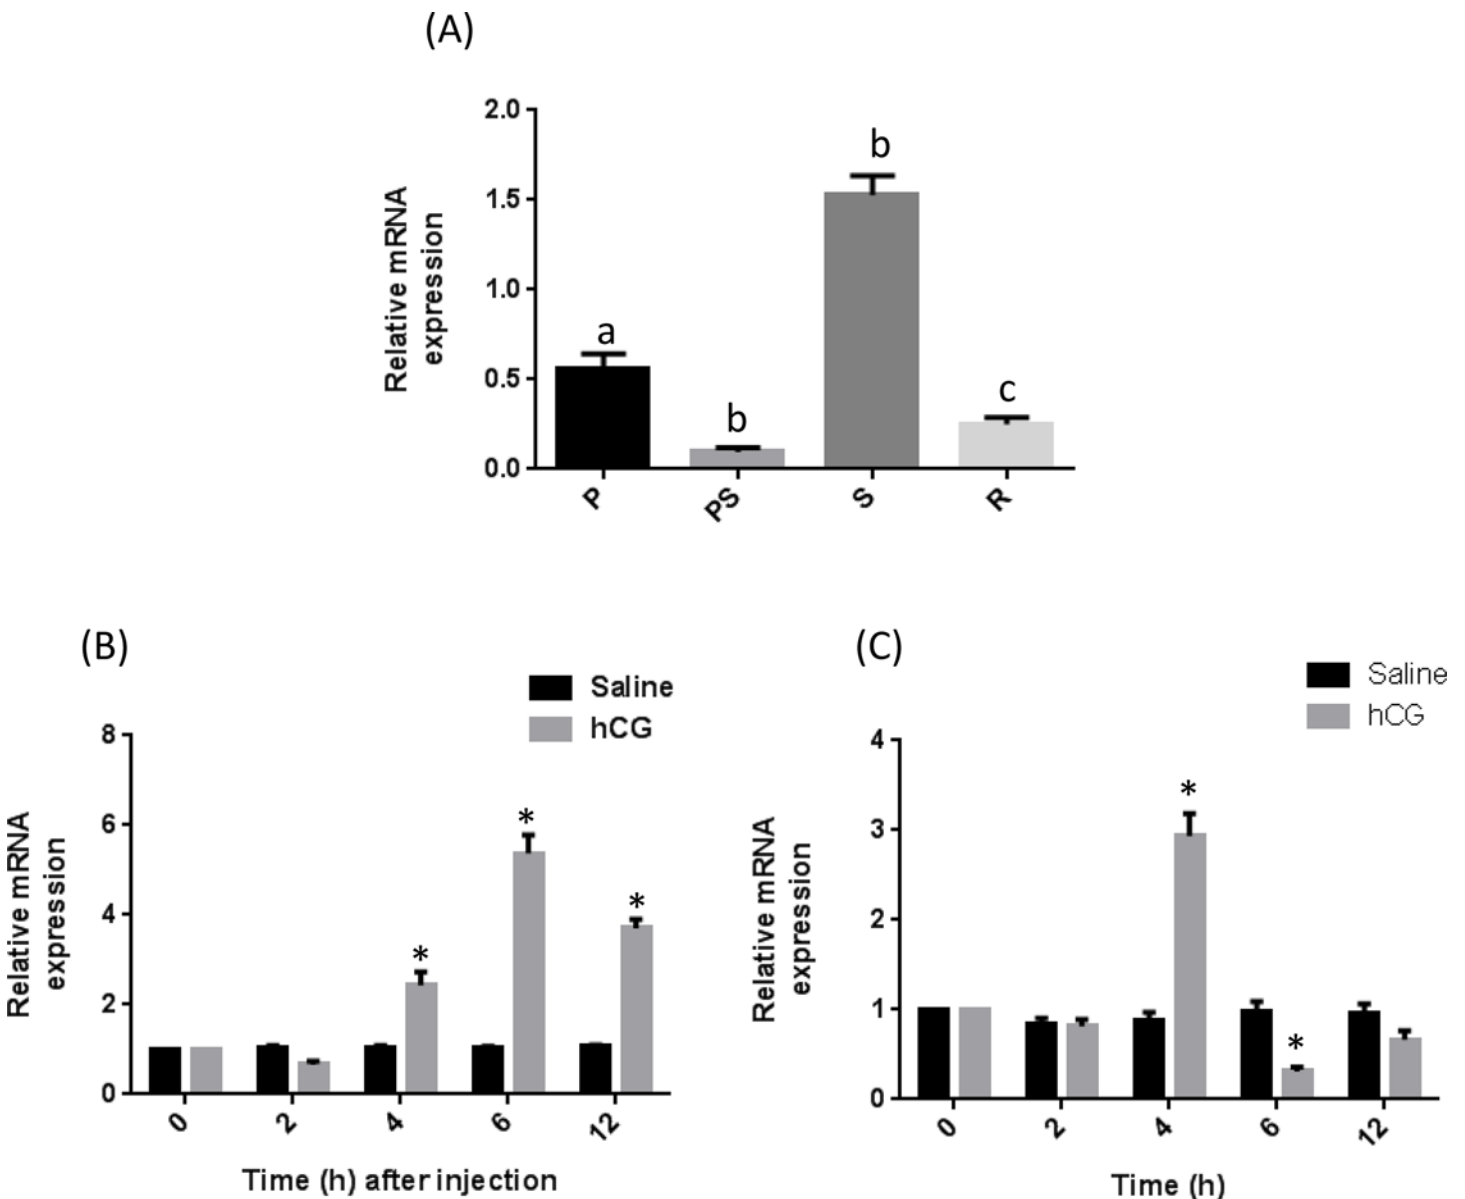 (A)
2.0
1.5
1.0
0.5
0.0
Relative mRNA
expression
a
b
b
c
P
PS
S
R
(B)
Saline
hCG
8
6
4
2
0
Relative mRNA
expression
*
*
*
0
2
4
6
12
Time (h) after injection
(C)
Saline
hCG
4
3
2
1
0
Relative mRNA
expression
*
*
0
2
4
6
12
Time (h)